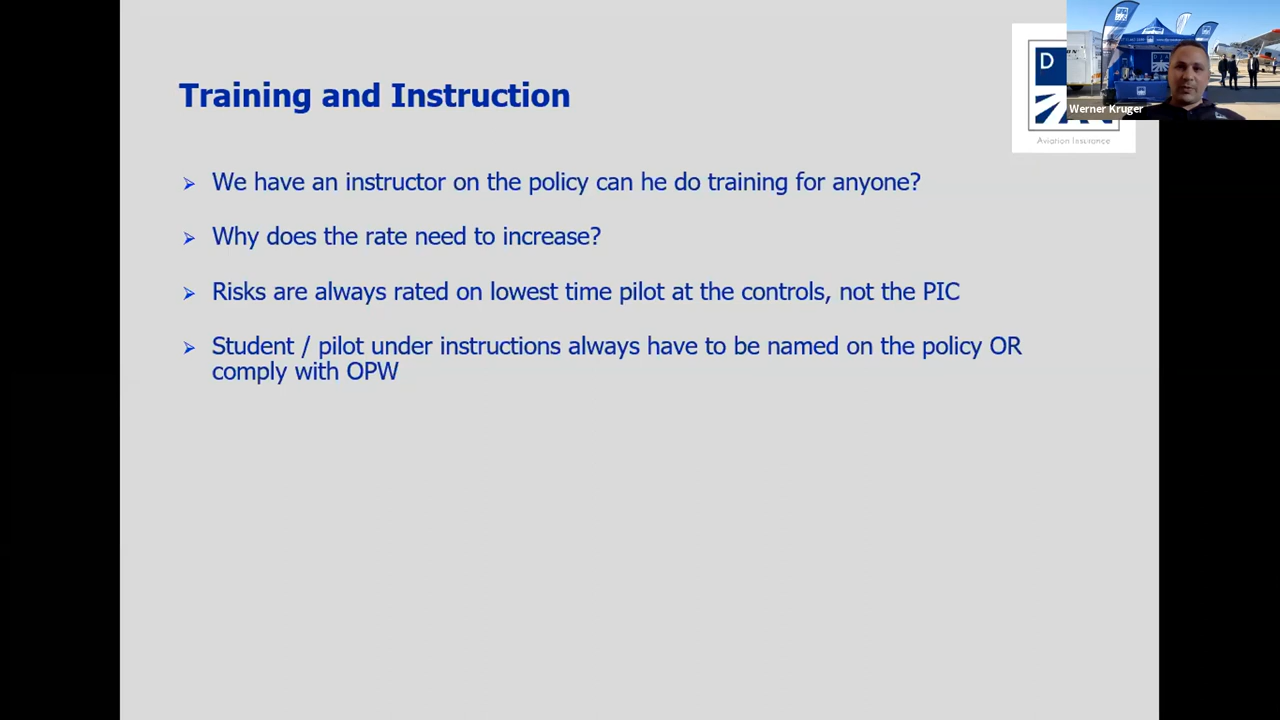 Training and Instruction
We have an instructor on the policy can he do training for anyone?
Why does the rate need to increase?
Risks are always rated on lowest time pilot at the controls, not the PIC
Student / pilot under instructions always have to be named on the policy OR
comply with OPW
Werner Kruger
D
Aviation Insurance